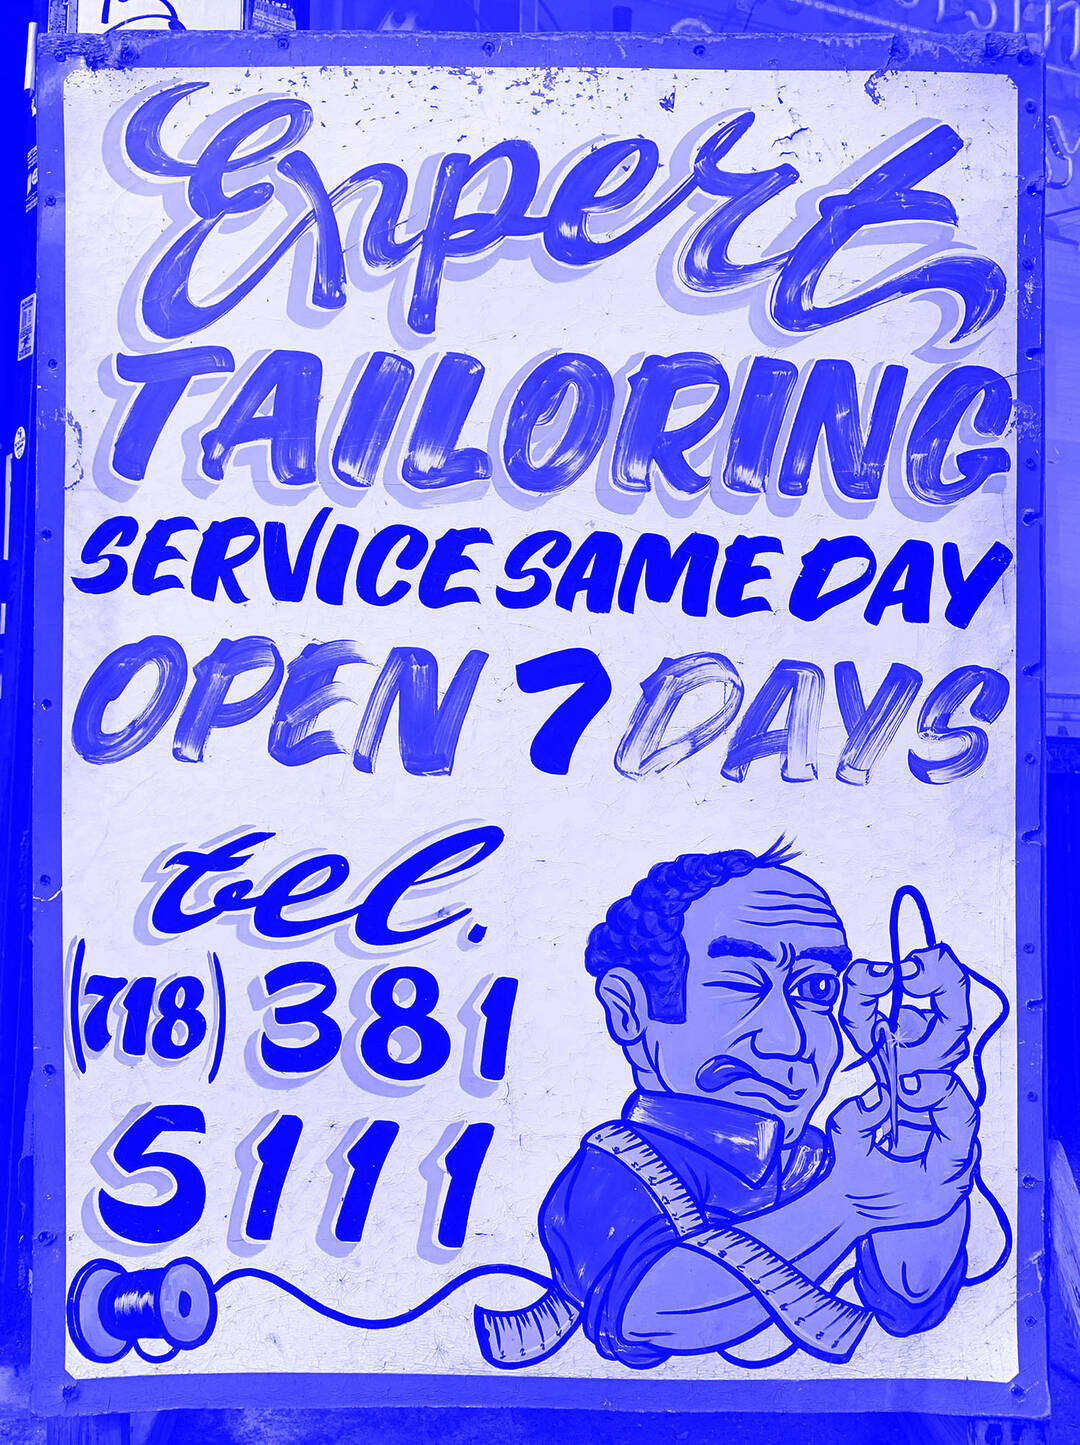 Expert
TAILORING
SERVICE SAME DAY
OPEN 7 DAYS
tel.
(718) 381
5111